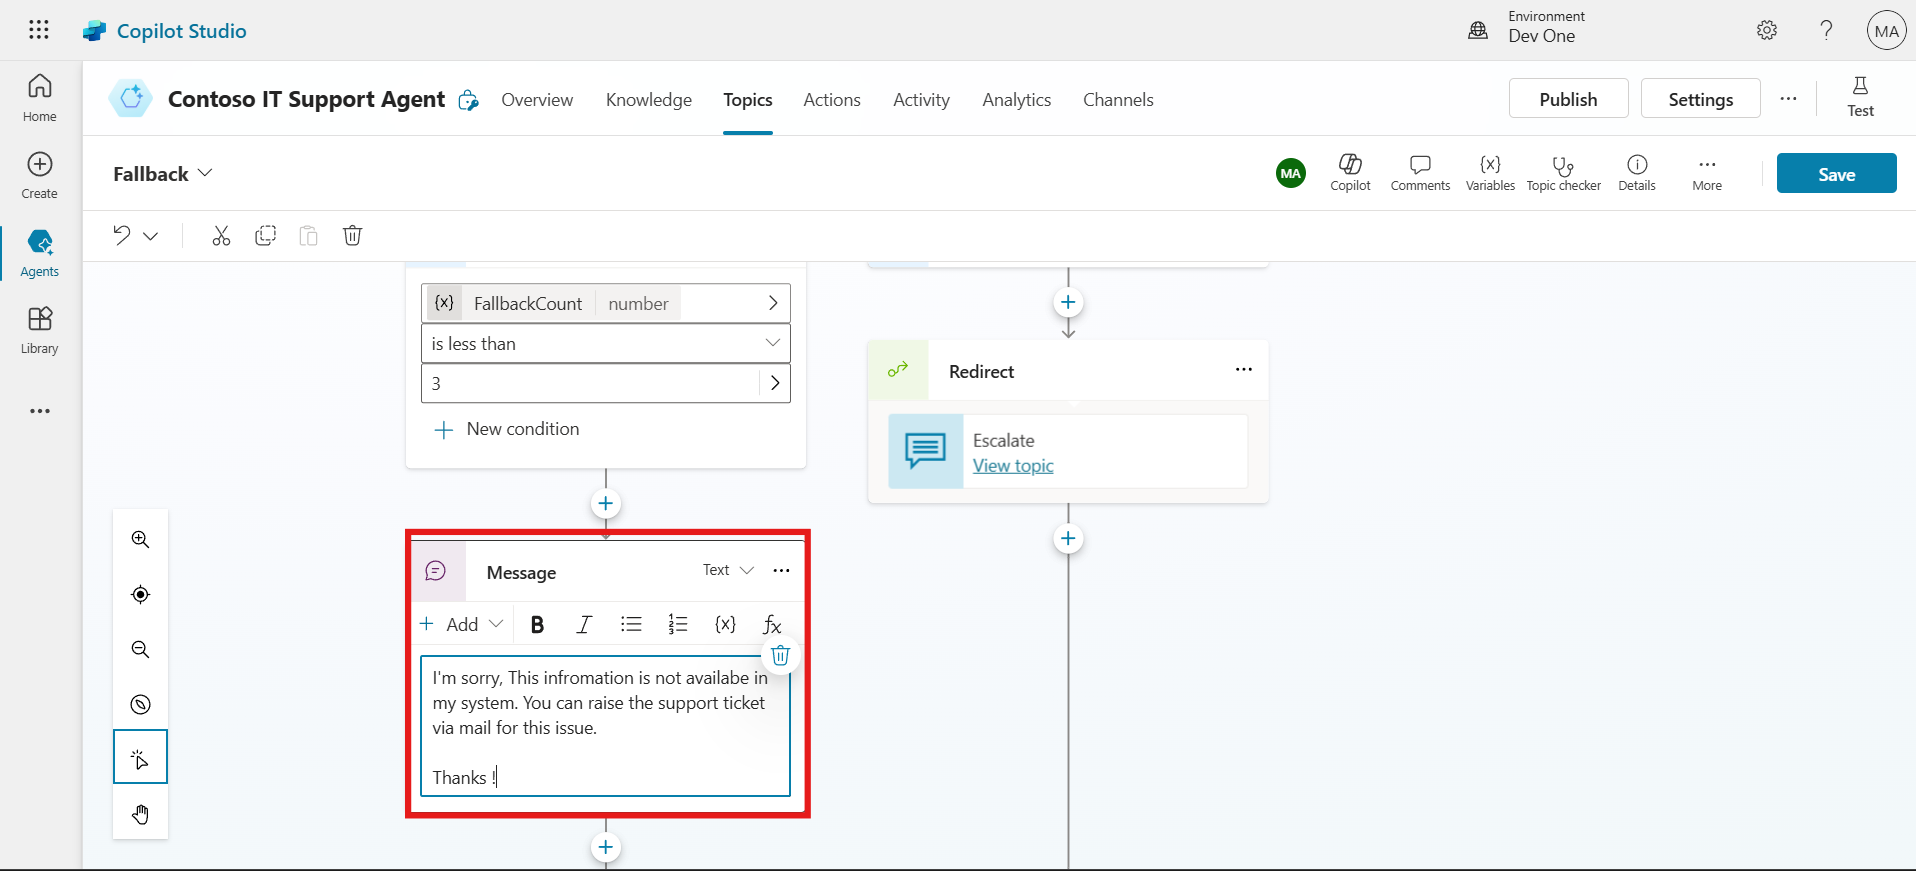 Copilot Studio
Environment
Dev One
MA
Home
Create
Agents
Library
Contoso IT Support Agent
Overview
Knowledge
Topics
Actions
Activity
Analytics
Channels
Publish
Settings
Test
Fallback
MA
Copilot
Comments
{x}
Variables
Topic checker
Details
More
Save
{x} FallbackCount number
is less than
3
New condition
Redirect
Escalate
View topic
Message
Text
Add
B
I
{x}
fx
I'm sorry, This infromation is not availabe in
my system. You can raise the support ticket
via mail for this issue.
Thanks !